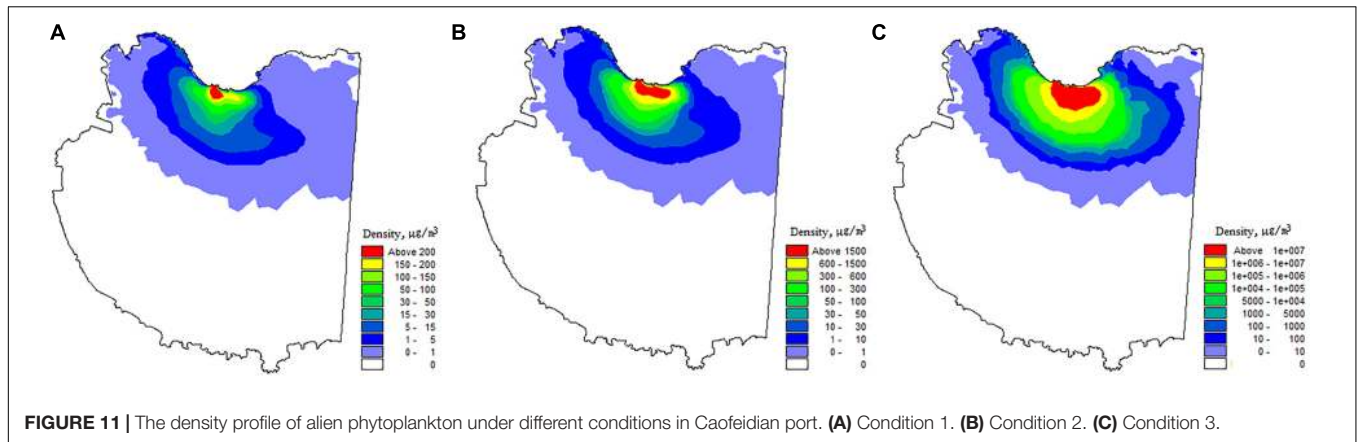 A
B
C
Density, µg/m³
Above 200
150 - 200
100 - 150
50 - 100
30 - 50
15 - 30
5 - 15
1 - 5
0 - 1
0
Density, µg/m³
Above 1500
600 - 1500
300 - 600
100 - 300
50 - 100
30 - 50
10 - 30
1 - 10
0 - 1
0
Density, µg/m³
Above 1e+007
1e+006 - 1e+007
1e+005 - 1e+006
1e+004 - 1e+005
5000 - 1e+004
1000 - 5000
100 - 1000
10 - 100
0 - 10
0
FIGURE 11 | The density profile of alien phytoplankton under different conditions in Caofeidian port. (A) Condition 1. (B) Condition 2. (C) Condition 3.